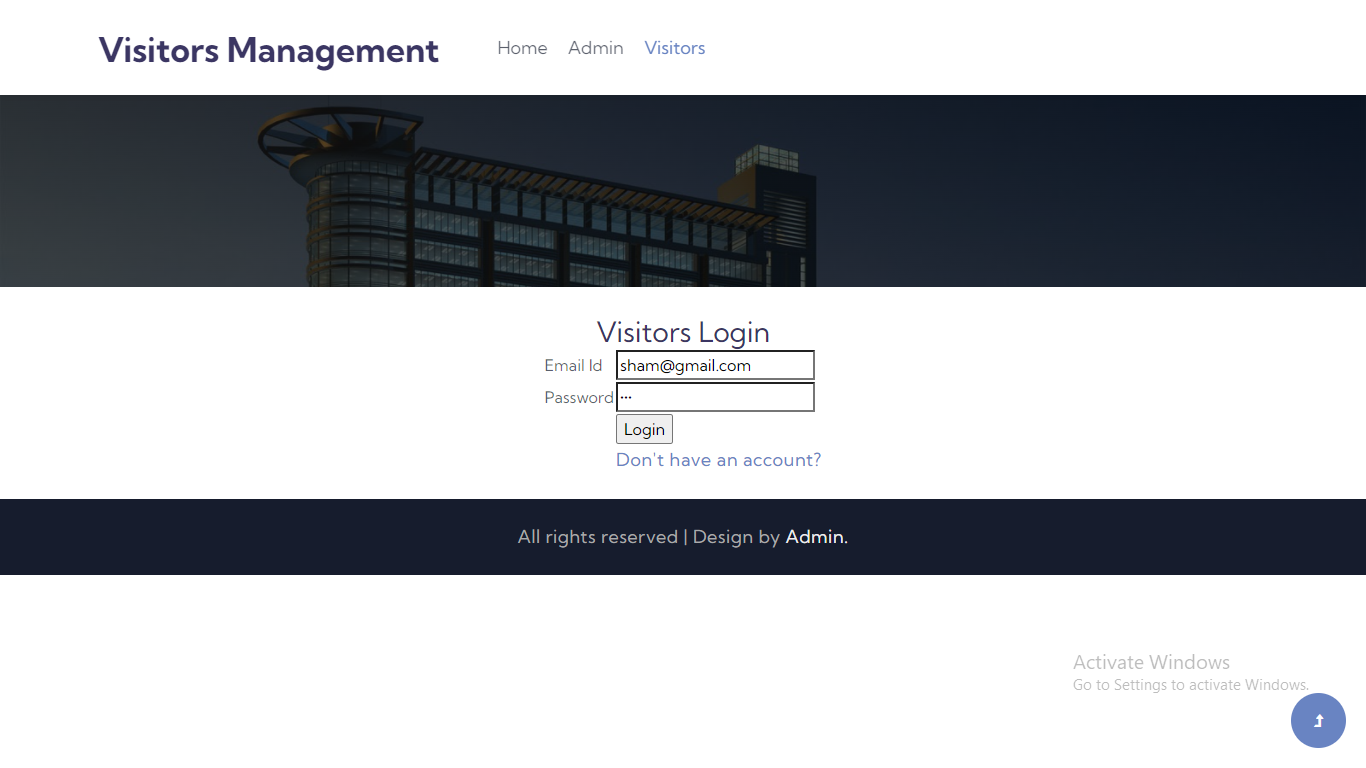 Visitors Management
Home Admin Visitors
Visitors Login
Email Id sham@gmail.com
Password •••
Login
Don't have an account?
All rights reserved | Design by Admin.
Activate Windows
Go to Settings to activate Windows.